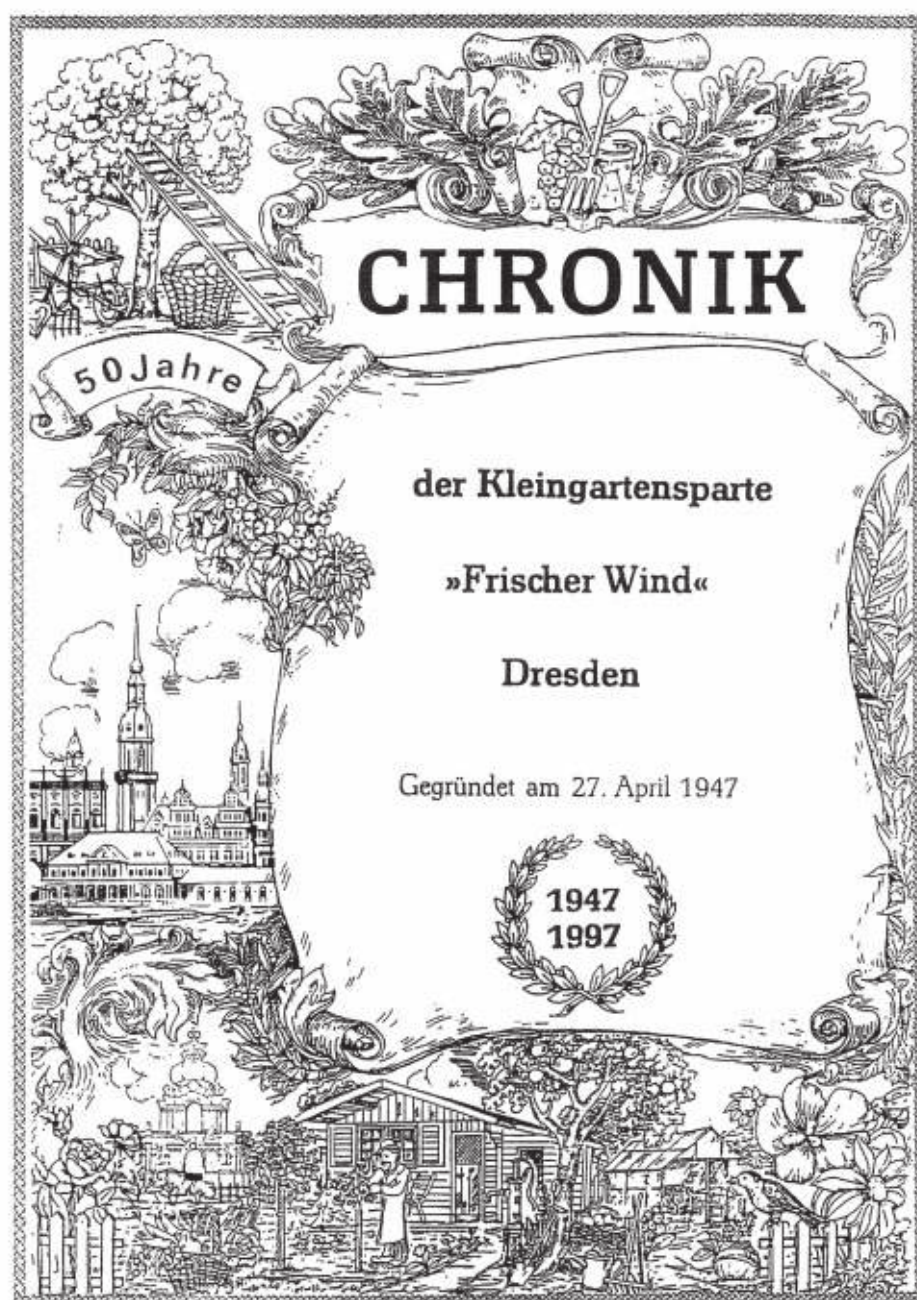 CHRONIK
50 Jahre
der Kleingartensparte
»Frischer Wind«
Dresden
Gegründet am 27. April 1947
1947
1997